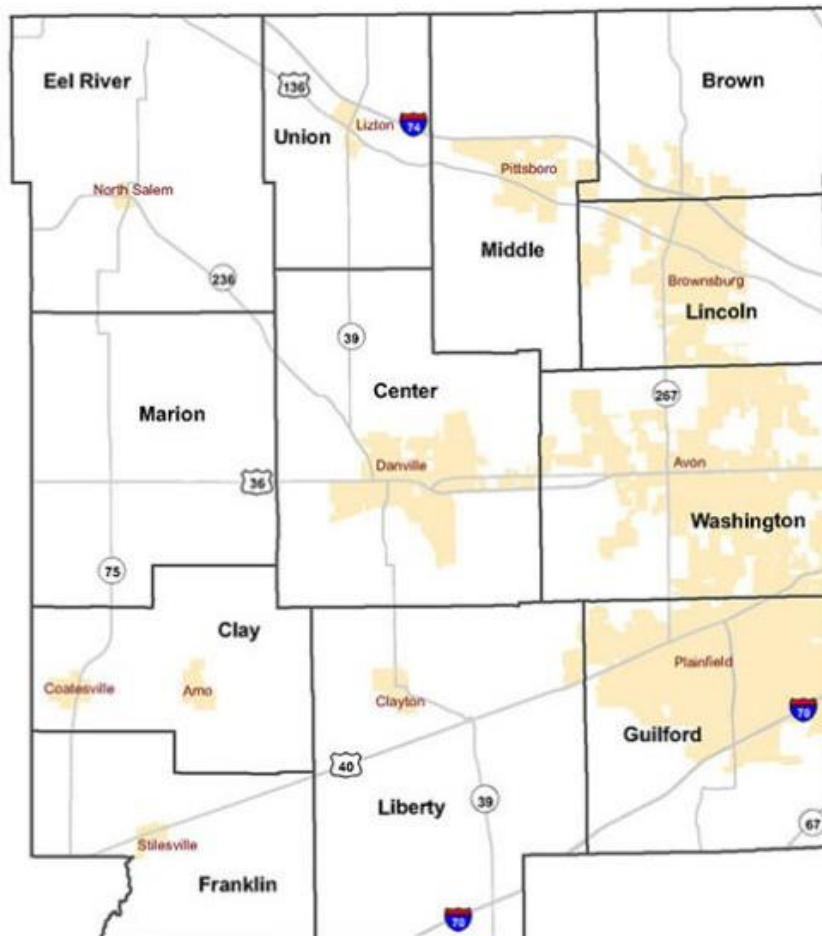 Eel River
136
Union
Lizton
74
Brown
Pittsboro
North Salem
Middle
236
Brownsburg
Lincoln
39
Center
Marion
267
Danville
Avon
36
Washington
75
Clay
Coatesville
Amo
Clayton
Plainfield
70
Guilford
40
Liberty
39
67
Stilesville
Franklin
70